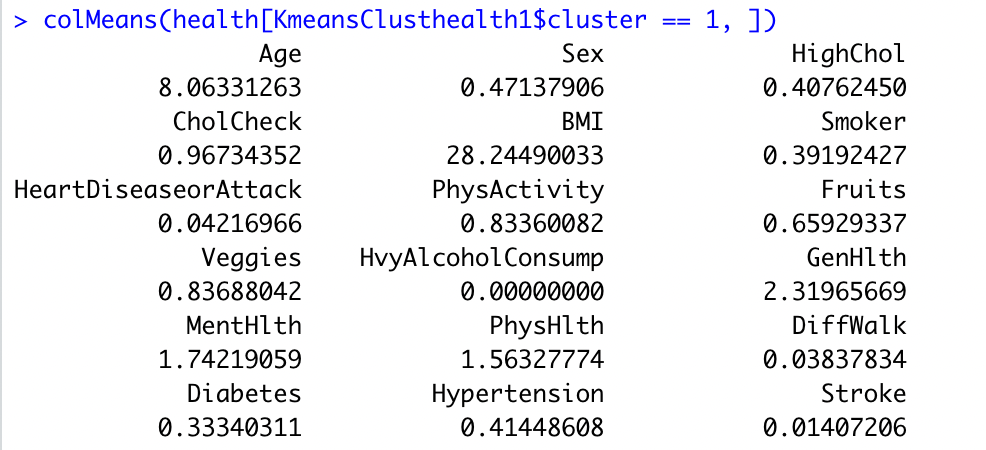 > colMeans(health[KmeansClusthealth1$cluster == 1, ])
Age Sex HighChol
8.06331263 0.47137906 0.40762450
CholCheck BMI Smoker
0.96734352 28.24490033 0.39192427
HeartDiseaseorAttack PhysActivity Fruits
0.04216966 0.83360082 0.65929337
Veggies HvyAlcoholConsump GenHlth
0.83688042 0.00000000 2.31965669
MentHlth PhysHlth DiffWalk
1.74219059 1.56327774 0.03837834
Diabetes Hypertension Stroke
0.33340311 0.41448608 0.01407206